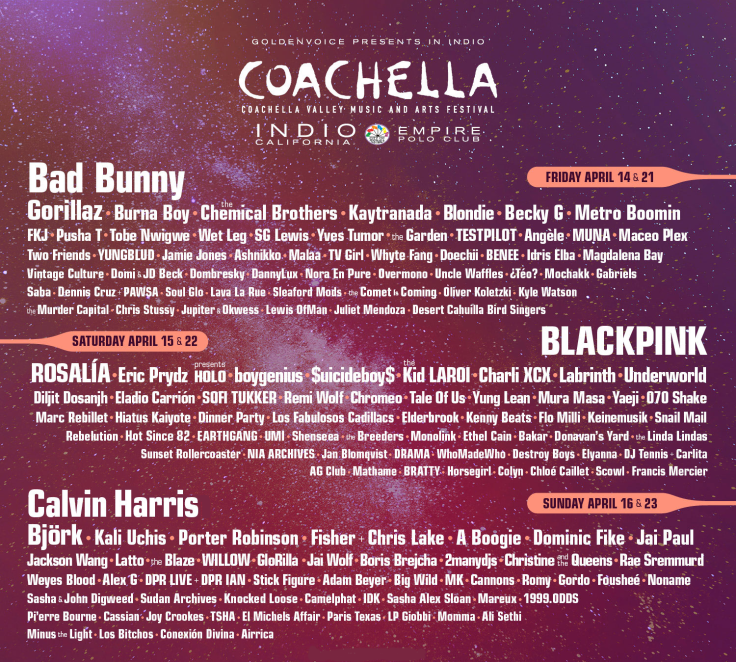 GOLDENVOICE PRESENTS IN INDIO
COACHELLA
COACHELLA VALLEY MUSIC AND ARTS FESTIVAL
INDIO CALIFORNIA EMPIRE POLO CLUB
Bad Bunny
FRIDAY APRIL 14 & 21
Gorillaz • Burna Boy • the Chemical Brothers • Kaytranada • Blondie • Becky G • Metro Boomin
FKJ • Pusha T • Tobe Nwigwe • Wet Leg • SG Lewis • Yves Tumor • the Garden • TESTPILOT • Angèle • MUNA • Maceo Plex
Two Friends • YUNGBLUD • Jamie Jones • Ashnikko • Malaa • TV Girl • Whyte Fang • Doechii • BENEE • Idris Elba • Magdalena Bay
Vintage Culture • Domi & JD Beck • Dombresky • DannyLux • Nora En Pure • Overmono • Uncle Waffles • ¿Téo? • Mochakk • Gabriels
Saba • Dennis Cruz + PAWSA • Soul Glo • Lava La Rue • Sleaford Mods • the Comet Is Coming • Oliver Koletzki • Kyle Watson
the Murder Capital • Chris Stussy • Jupiter & Okwess • Lewis OfMan • Juliet Mendoza • Desert Cahuilla Bird Singers
SATURDAY APRIL 15 & 22
BLACKPINK
ROSALÍA • Eric Prydz presents HOLO • boygenius • $uicideboy$ • the Kid LAROI • Charli XCX • Labrinth • Underworld
Diljit Dosanjh • Eladio Carrión • SOFI TUKKER • Remi Wolf • Chromeo • Tale Of Us • Yung Lean • Mura Masa • Yaeji • 070 Shake
Marc Rebillet • Hiatus Kaiyote • Dinner Party • Los Fabulosos Cadillacs • Elderbrook • Kenny Beats • Flo Milli • Keinemusik • Snail Mail
Rebelution • Hot Since 82 • EARTHGANG • UMI • Shenseea • the Breeders • Monolink • Ethel Cain • Bakar • Donavan's Yard • the Linda Lindas
Sunset Rollercoaster • NIA ARCHIVES • Jan Blomqvist • DRAMA • WhoMadeWho • Destroy Boys • Elyanna • DJ Tennis + Carlita
AG Club • Mathame • BRATTY • Horsegirl • Colyn • Chloé Caillet • Scowl • Francis Mercier
Calvin Harris
SUNDAY APRIL 16 & 23
Björk • Kali Uchis • Porter Robinson • Fisher + Chris Lake • A Boogie • Dominic Fike • Jai Paul
Jackson Wang • Latto • the Blaze • WILLOW • GloRilla • Jai Wolf • Boris Brejcha • 2manydjs • Christine and the Queens • Rae Sremmurd
Weyes Blood • Alex G • DPR LIVE + DPR IAN • Stick Figure • Adam Beyer • Big Wild • MK • Cannons • Romy • Gordo • Fousheé • Noname
Sasha & John Digweed • Sudan Archives • Knocked Loose • Camelphat • IDK • Sasha Alex Sloan • Mareux • 1999.ODDS
Pi'erre Bourne • Cassian • Joy Crookes • TSHA • El Michels Affair • Paris Texas • LP Giobbi • Momma • Ali Sethi
Minus the Light • Los Bitchos • Conexión Divina • Airrica